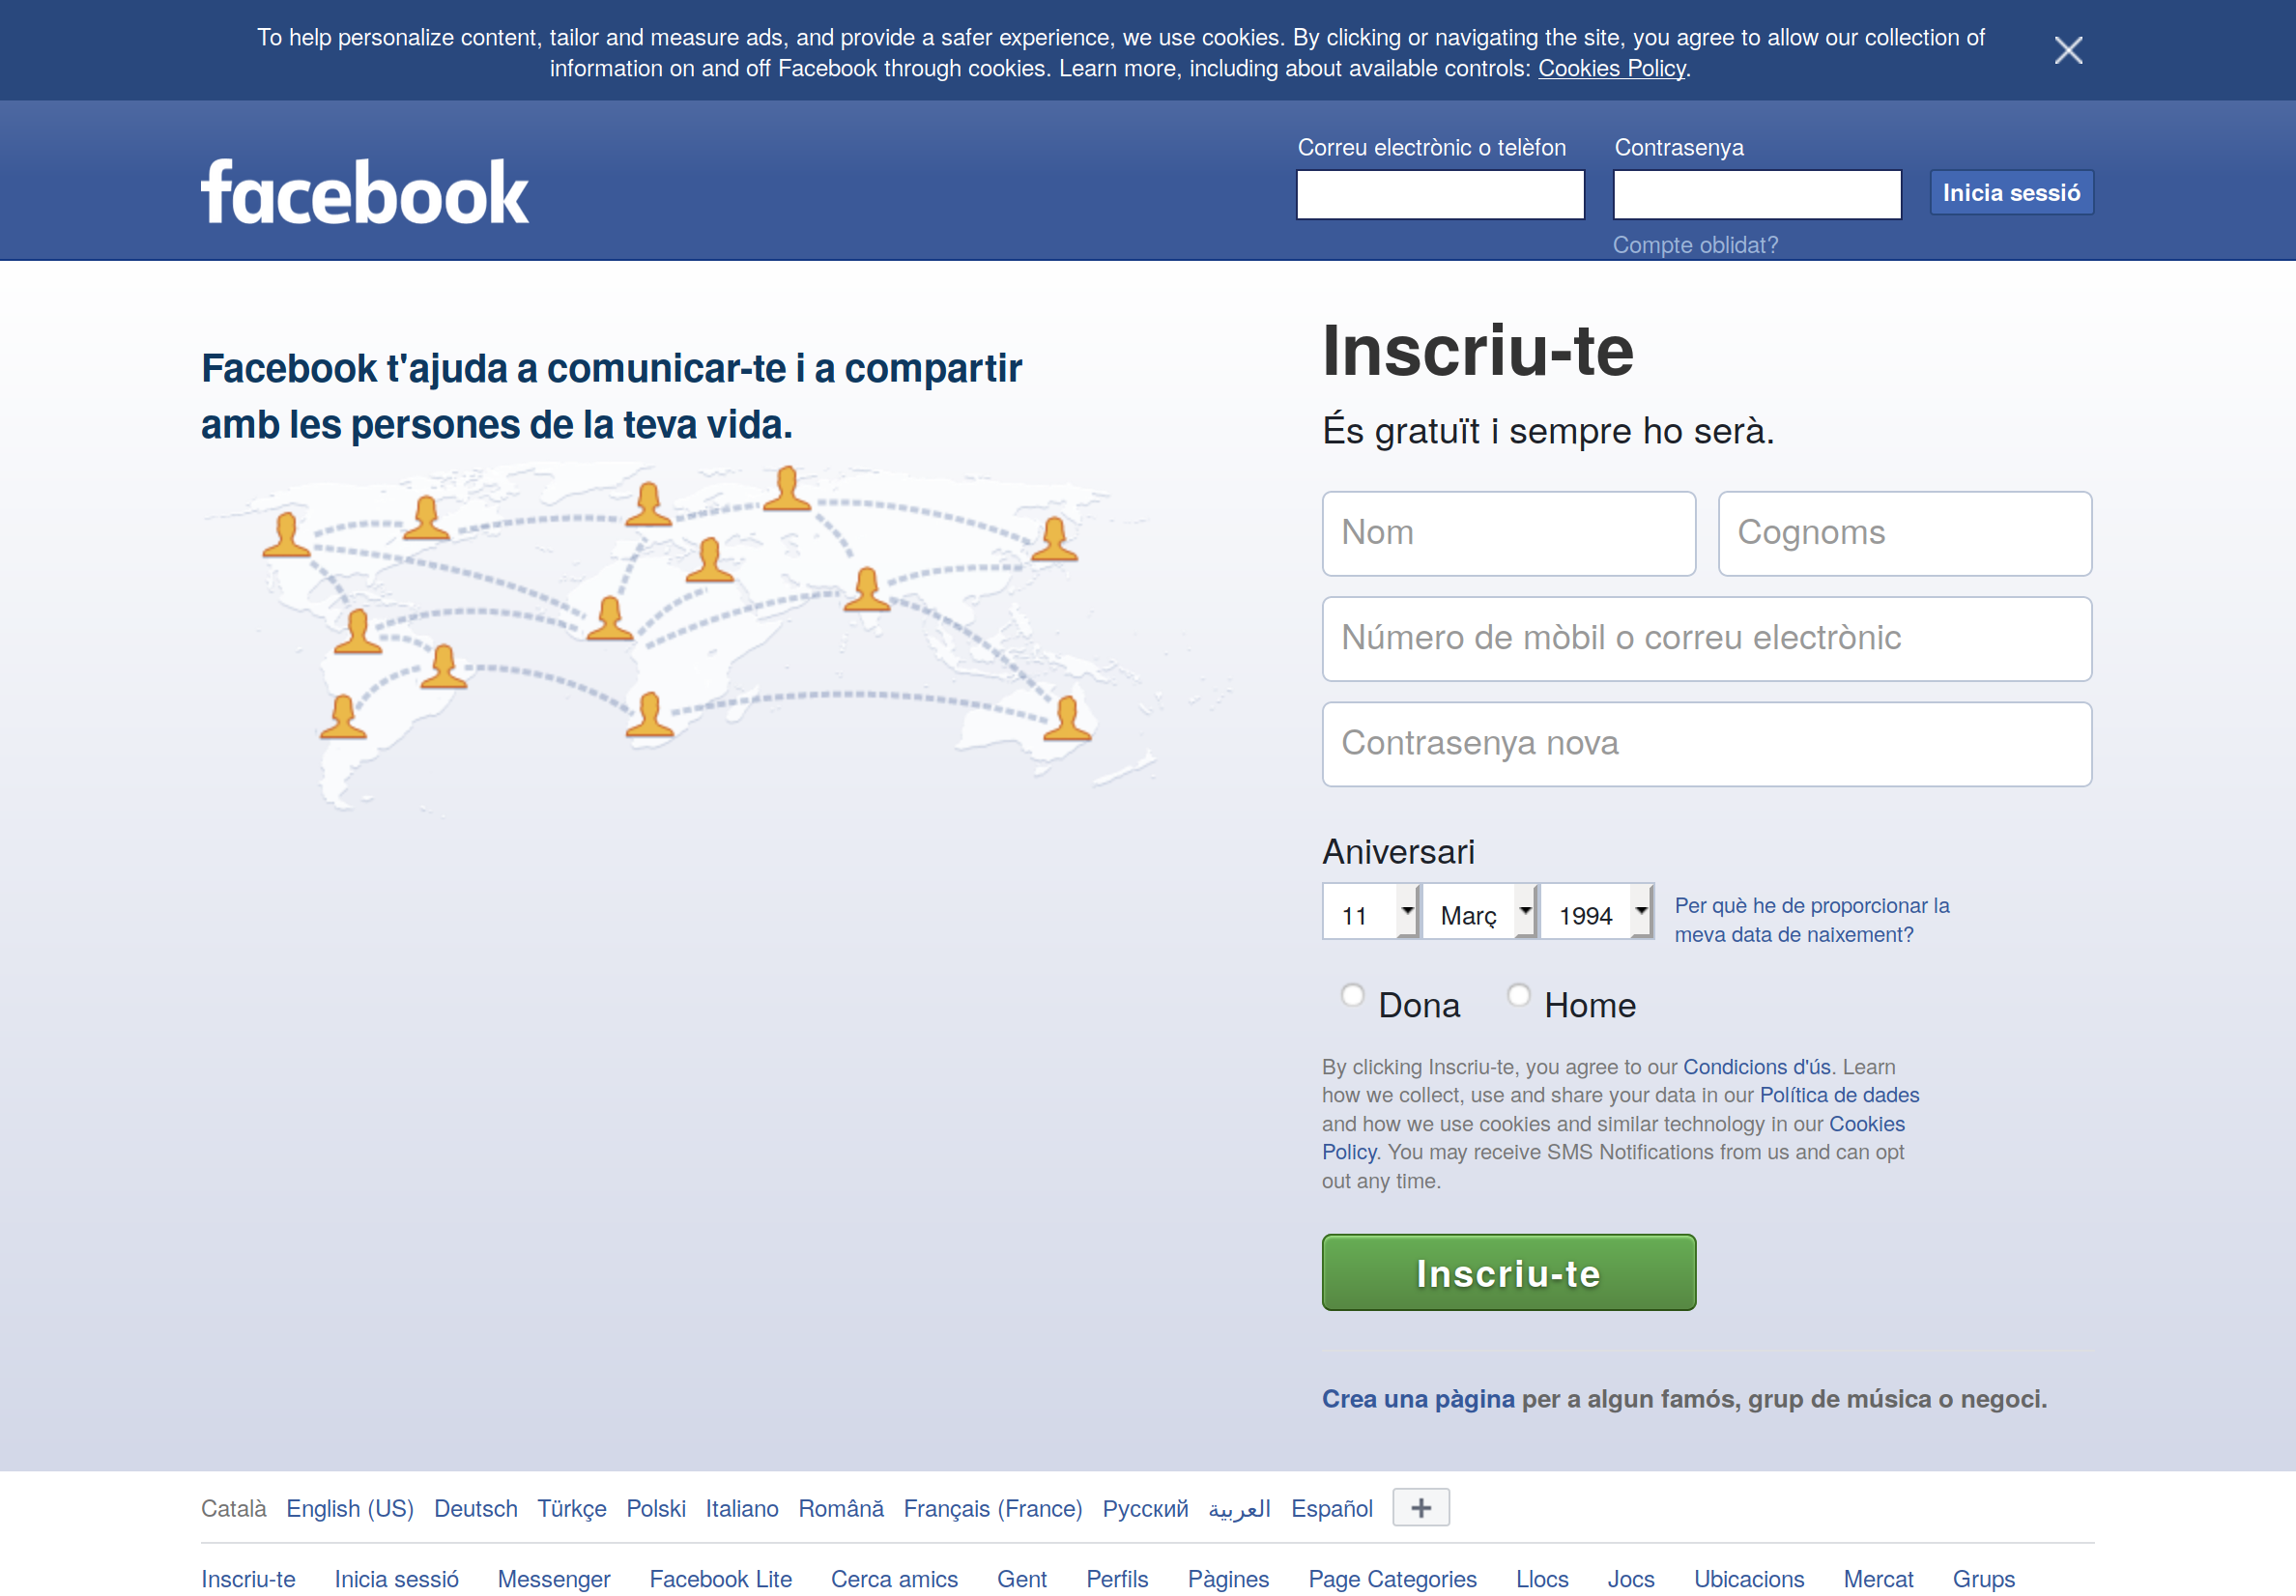 To help personalize content, tailor and measure ads, and provide a safer experience, we use cookies. By clicking or navigating the site, you agree to allow our collection of
information on and off Facebook through cookies. Learn more, including about available controls: Cookies Policy.
facebook
Correu electrònic o telèfon
Contrasenya
Inicia sessió
Compte oblidat?
Facebook t'ajuda a comunicar-te i a compartir
amb les persones de la teva vida.
Inscriu-te
És gratuït i sempre ho serà.
Nom
Cognoms
Número de mòbil o correu electrònic
Contrasenya nova
Aniversari
11 Març 1994
Per què he de proporcionar la
meva data de naixement?
Dona Home
By clicking Inscriu-te, you agree to our Condicions d'ús. Learn
how we collect, use and share your data in our Política de dades
and how we use cookies and similar technology in our Cookies
Policy. You may receive SMS Notifications from us and can opt
out any time.
Inscriu-te
Crea una pàgina per a algun famós, grup de música o negoci.
Català English (US) Deutsch Türkçe Polski Italiano Română Français (France) Русский العربية Español +
Inscriu-te Inicia sessió Messenger Facebook Lite Cerca amics Gent Perfils Pàgines Page Categories Llocs Jocs Ubicacions Mercat Grups